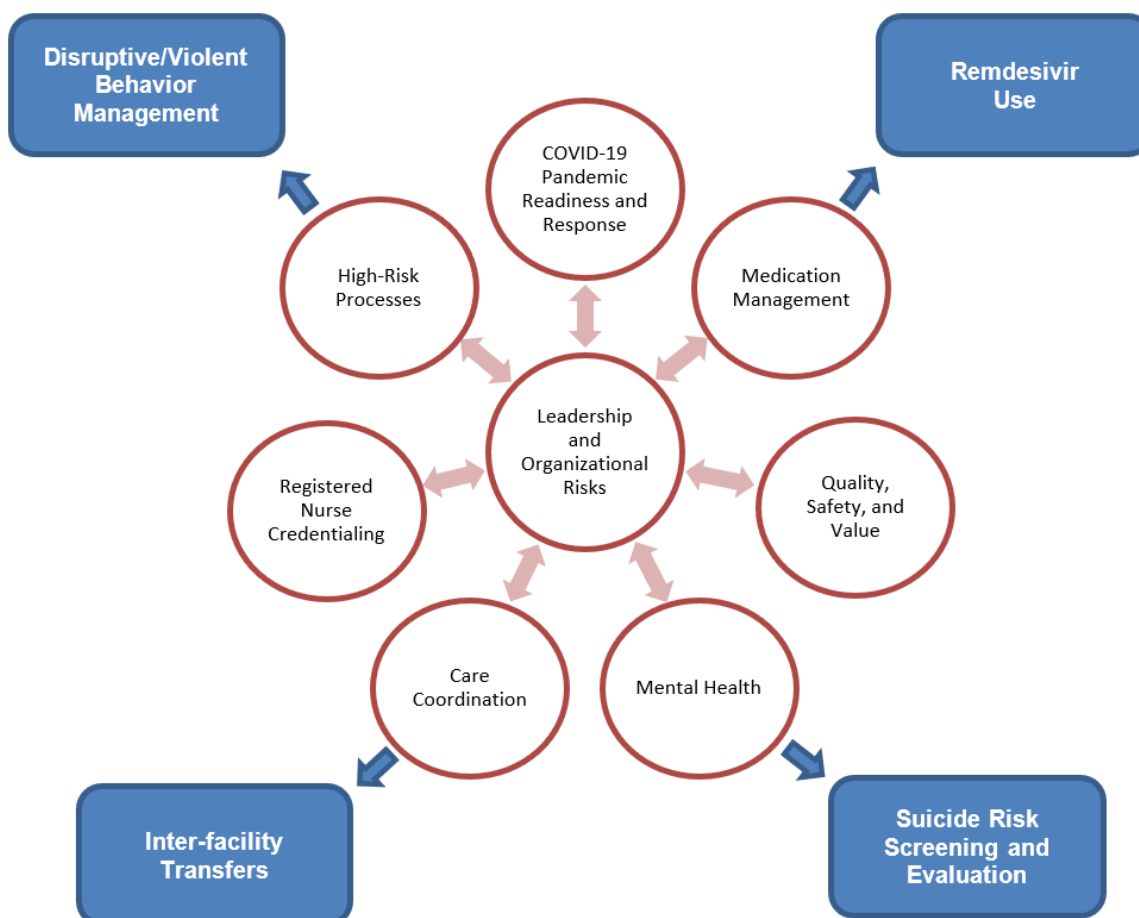 Disruptive/Violent
Behavior
Management
Remdesivir
Use
COVID-19
Pandemic
Readiness and
Response
High-Risk
Processes
Medication
Management
Leadership
and
Organizational
Risks
Registered
Nurse
Credentialing
Quality,
Safety, and
Value
Care
Coordination
Mental Health
Inter-facility
Transfers
Suicide Risk
Screening and
Evaluation